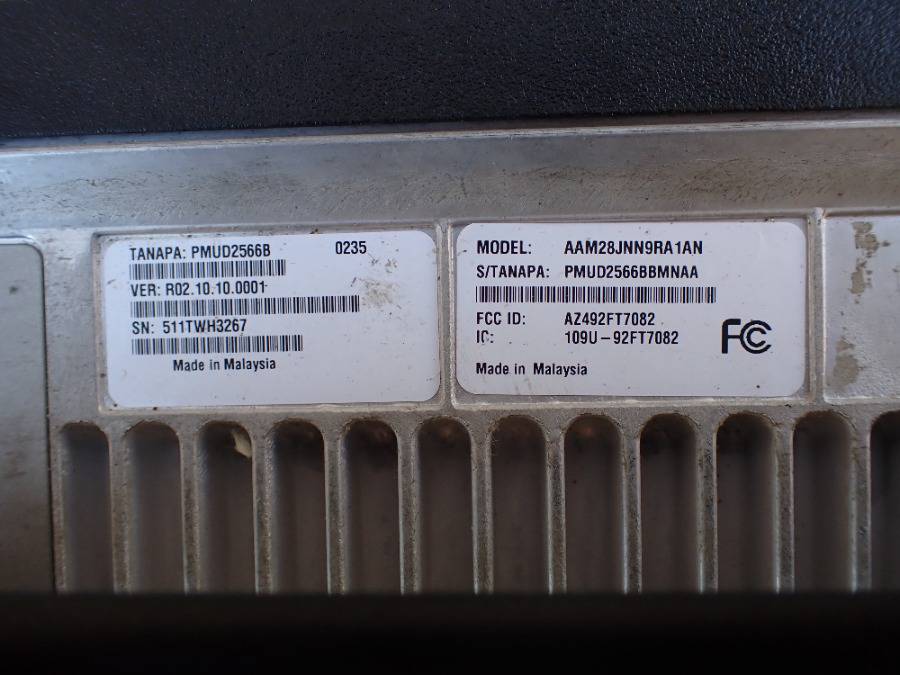 TANAPA: PMUD2566B 0235
VER: R02.10.10.0001
SN: 511TWH3267
Made in Malaysia
MODEL: AAM28JNN9RA1AN
S/TANAPA: PMUD2566BBMNAA
FCC ID: AZ492FT7082
IC: 109U-92FT7082
FC
Made in Malaysia